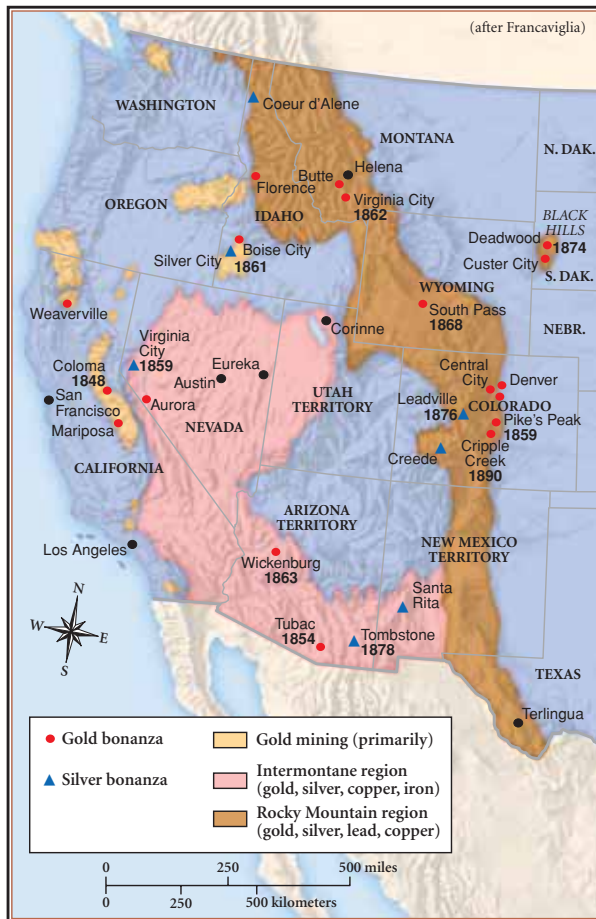 (after Francaviglia)
WASHINGTON
Coeur d'Alene
MONTANA
N. DAK.
Helena
Butte
Florence
OREGON
IDAHO
Virginia
City
1862
BLACK
HILLS
Deadwood
1874
Custer City
S. DAK.
Boise City
Silver City
1861
WYOMING
South Pass
1868
NEBR.
Weaverville
Corinne
Virginia
City
1859
Coloma
1848
San
Francisco
Mariposa
Aurora
Eureka
Austin
NEVADA
UTAH
TERRITORY
Central
City
Denver
Leadville
1876
COLORADO
Pike's Peak
1859
Cripple
Creek
1890
Creede
CALIFORNIA
ARIZONA
TERRITORY
NEW MEXICO
TERRITORY
Los Angeles
Wickenburg
1863
Santa
Rita
Tubac
1854
Tombstone
1878
TEXAS
Terlingua
N
W
E
S
Gold bonanza
Silver bonanza
Gold mining (primarily)
Intermontane region
(gold, silver, copper, iron)
Rocky Mountain region
(gold, silver, lead, copper)
0 250 500 miles
0 250 500 kilometers